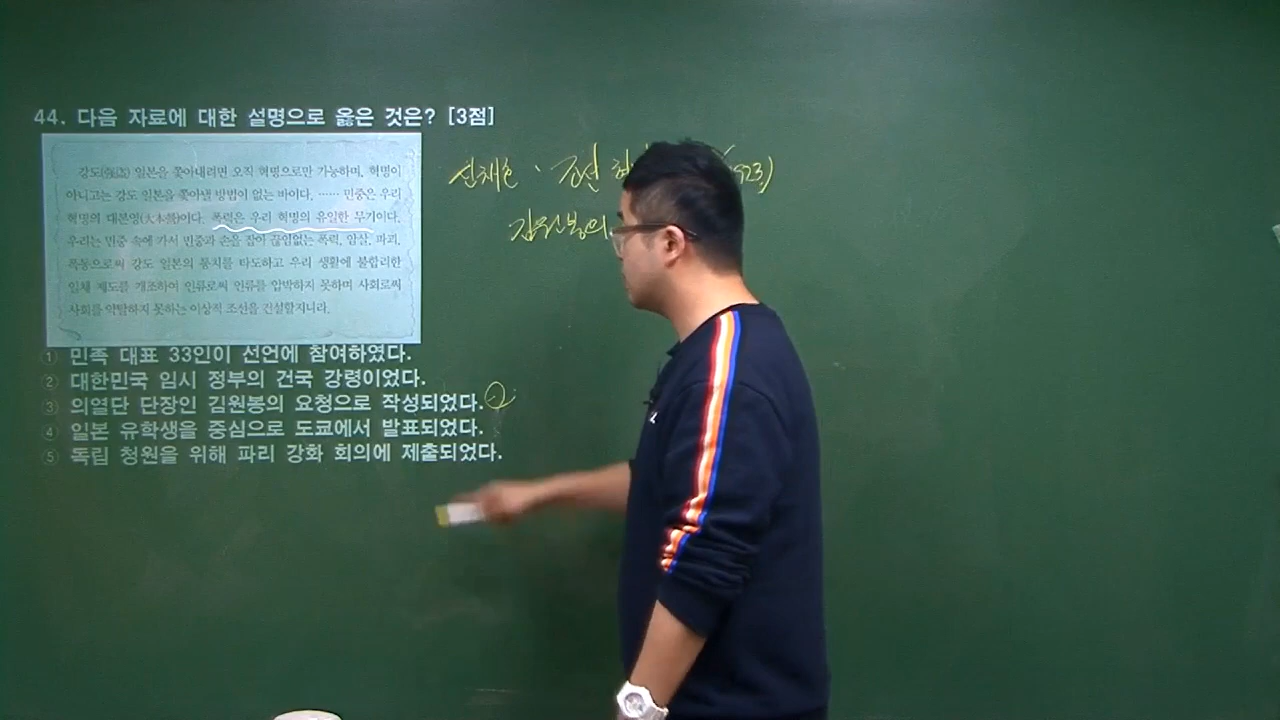 44. 다음 자료에 대한 설명으로 옳은 것은? [3점]
강도(强盜) 일본을 쫓아내려면 오직 혁명으로만 가능하며, 혁명이
아니고는 강도 일본을 쫓아낼 방법이 없는 바이다. …… 민중은 우리
혁명의 대본영(大本營)이다. 폭력은 우리 혁명의 유일한 무기이다.
우리는 민중 속에 가서 민중과 손을 잡아 끊임없는 폭력, 암살, 파괴,
폭동으로써 강도 일본의 통치를 타도하고 우리 생활에 불합리한
일체 제도를 개조하여 인류로써 인류를 압박하지 못하며 사회로써
사회를 약탈하지 못하는 이상적 조선을 건설할지니라.
① 민족 대표 33인이 선언에 참여하였다.
② 대한민국 임시 정부의 건국 강령이었다.
③ 의열단 단장인 김원봉의 요청으로 작성되었다.
④ 일본 유학생을 중심으로 도쿄에서 발표되었다.
⑤ 독립 청원을 위해 파리 강화 회의에 제출되었다.
신채호 · 조선 혁 923)
김원봉의